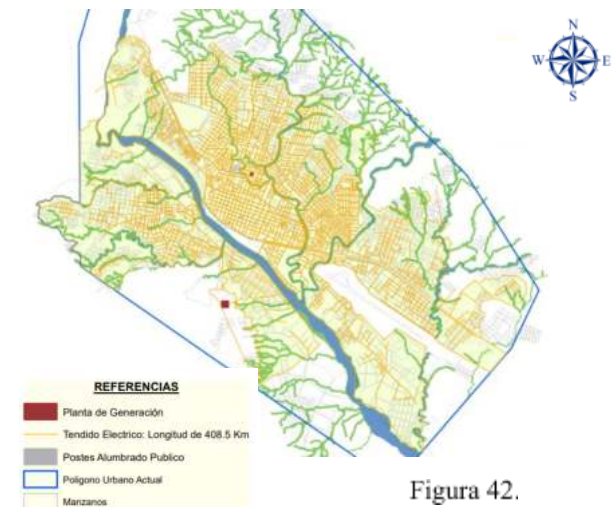 N
W E
S
REFERENCIAS
Planta de Generación
Tendido Electrico: Longitud de 408.5 Km
Postes Alumbrado Publico
Poligono Urbano Actual
Manzanos
Figura 42.